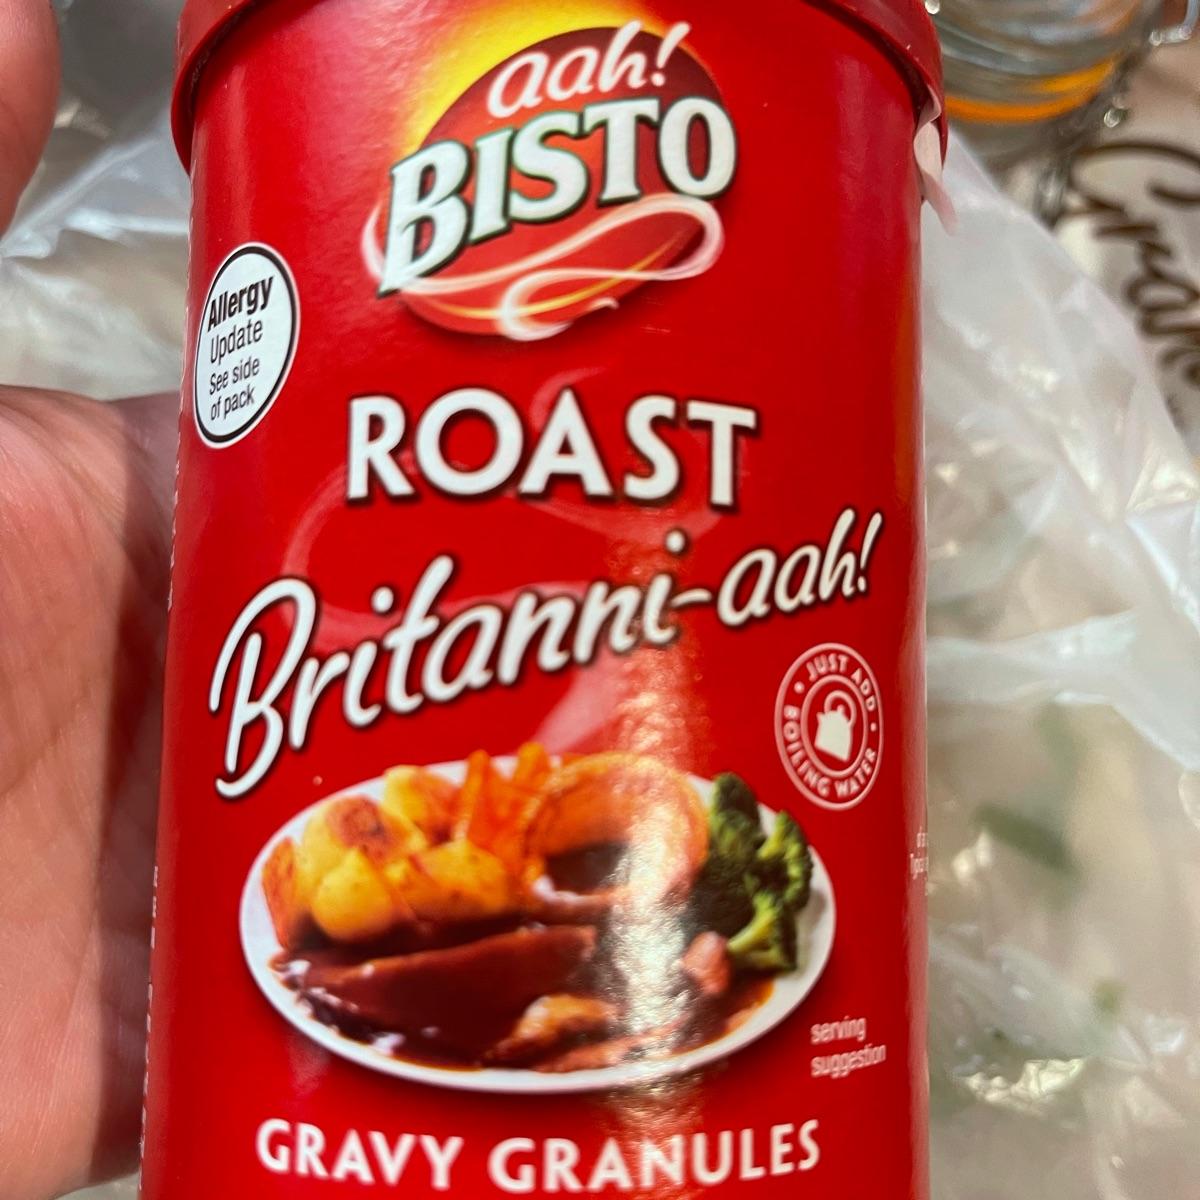 aah!
BISTO
Allergy
Update
See side
of pack
ROAST
Britanni-aah!
JUST ADD
BOILING WATER
serving
suggestion
GRAVY GRANULES